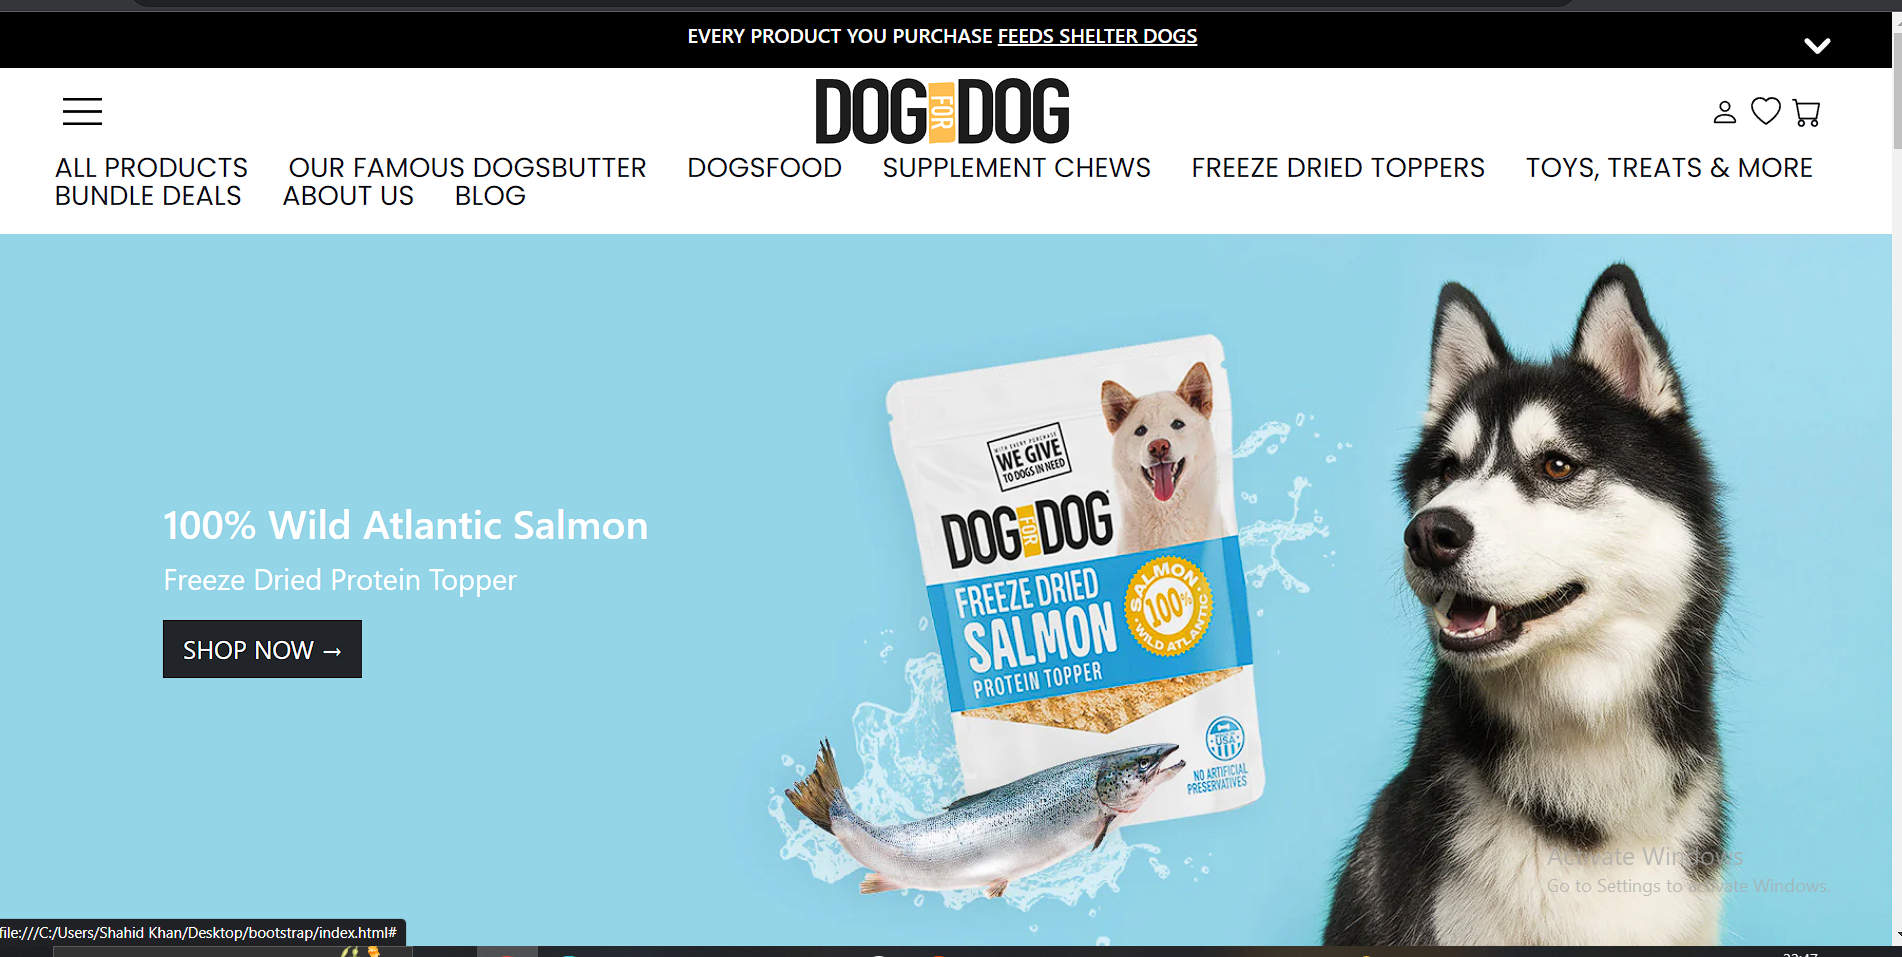 EVERY PRODUCT YOU PURCHASE FEEDS SHELTER DOGS
DOG FOR DOG
ALL PRODUCTS OUR FAMOUS DOGSBUTTER DOGSFOOD SUPPLEMENT CHEWS FREEZE DRIED TOPPERS TOYS, TREATS & MORE
BUNDLE DEALS ABOUT US BLOG
100% Wild Atlantic Salmon
Freeze Dried Protein Topper
SHOP NOW →
WITH EVERY PURCHASE
WE GIVE
TO DOGS IN NEED
DOG FOR DOG
FREEZE DRIED
SALMON
PROTEIN TOPPER
SALMON
100%
WILD ATLANTIC
USA
NO ARTIFICIAL
PRESERVATIVES
Activate Windows
Go to Settings to activate Windows.
file:///C:/Users/Shahid Khan/Desktop/bootstrap/index.html#